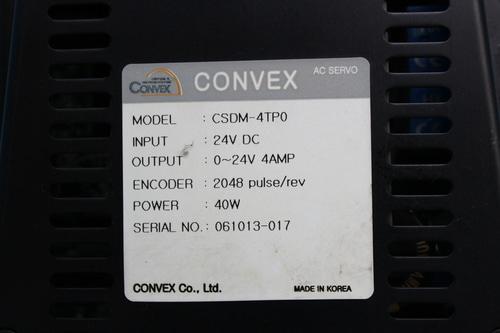 CONVEX CONVEX AC SERVO
MODEL : CSDM-4TP0
INPUT : 24V DC
OUTPUT : 0~24V 4AMP
ENCODER : 2048 pulse/rev
POWER : 40W
SERIAL NO. : 061013-017
CONVEX Co., Ltd. MADE IN KOREA